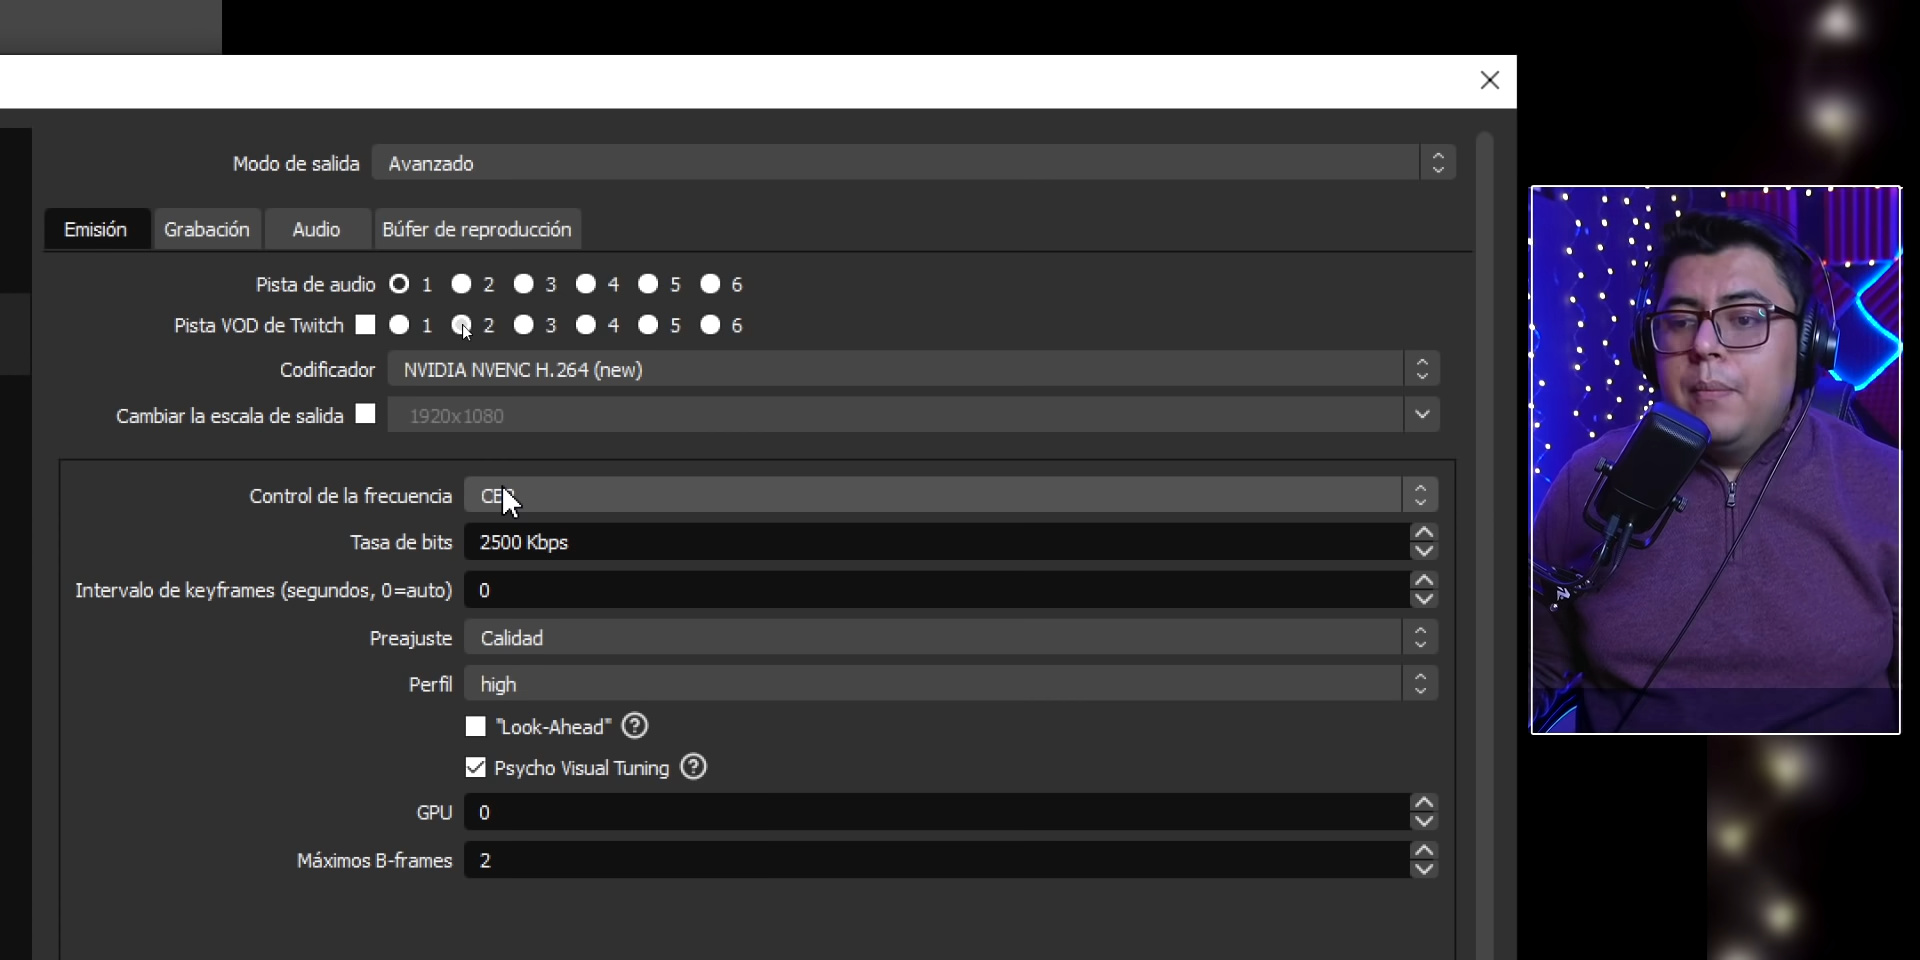 Modo de salida Avanzado
Emisión Grabación Audio Búfer de reproducción
Pista de audio 1 2 3 4 5 6
Pista VOD de Twitch 1 2 3 4 5 6
Codificador NVIDIA NVENC H.264 (new)
Cambiar la escala de salida 1920x1080
Control de la frecuencia
Tasa de bits 2500 Kbps
Intervalo de keyframes (segundos, 0=auto) 0
Preajuste Calidad
Perfil high
"Look-Ahead" ?
Psycho Visual Tuning ?
GPU 0
Máximos B-frames 2